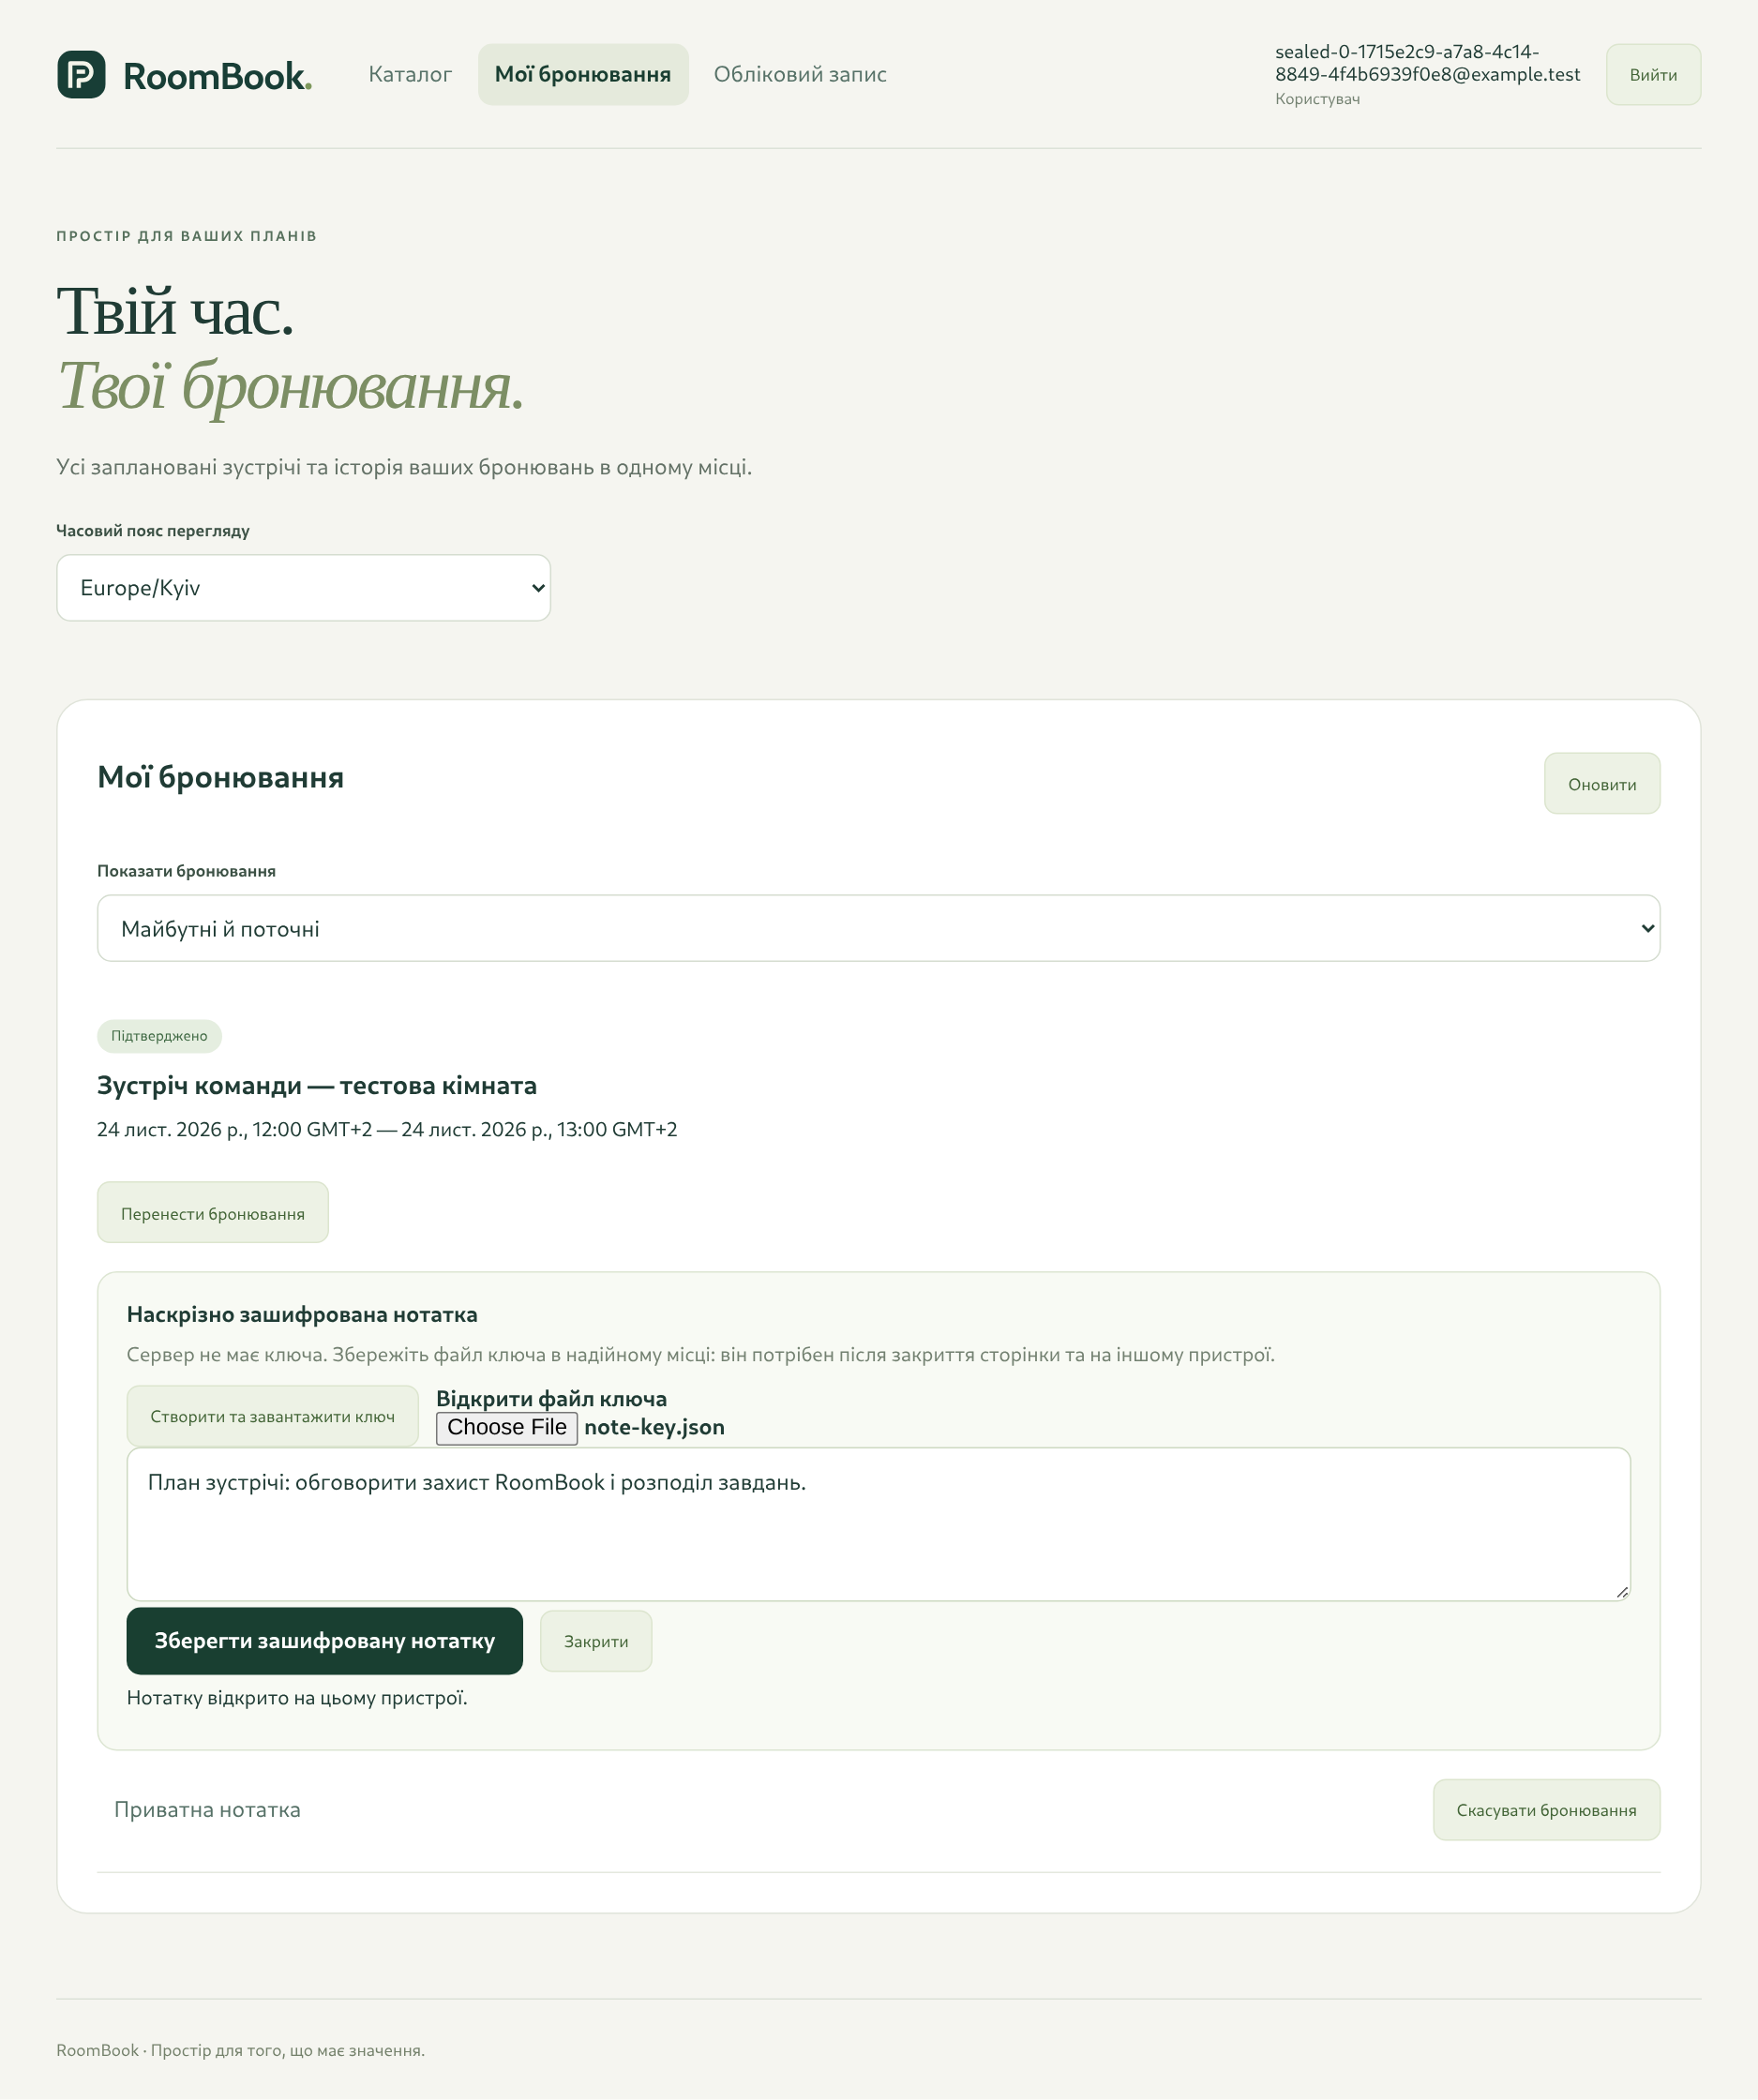 RoomBook.
Каталог
Мої бронювання
Обліковий запис
sealed-0-1715e2c9-a7a8-4c14-
8849-4f4b6939f0e8@example.test
Користувач
Вийти
ПРОСТІР ДЛЯ ВАШИХ ПЛАНІВ
Твій час.
Твої бронювання.
Усі заплановані зустрічі та історія ваших бронювань в одному місці.
Часовий пояс перегляду
Europe/Kyiv
Мої бронювання
Оновити
Показати бронювання
Майбутні й поточні
Підтверджено
Зустріч команди — тестова кімната
24 лист. 2026 р., 12:00 GMT+2 — 24 лист. 2026 р., 13:00 GMT+2
Перенести бронювання
Наскрізно зашифрована нотатка
Сервер не має ключа. Збережіть файл ключа в надійному місці: він потрібен після закриття сторінки та на іншому пристрої.
Створити та завантажити ключ
Відкрити файл ключа
Choose File note-key.json
План зустрічі: обговорити захист RoomBook і розподіл завдань.
Зберегти зашифровану нотатку
Закрити
Нотатку відкрито на цьому пристрої.
Приватна нотатка
Скасувати бронювання
RoomBook · Простір для того, що має значення.